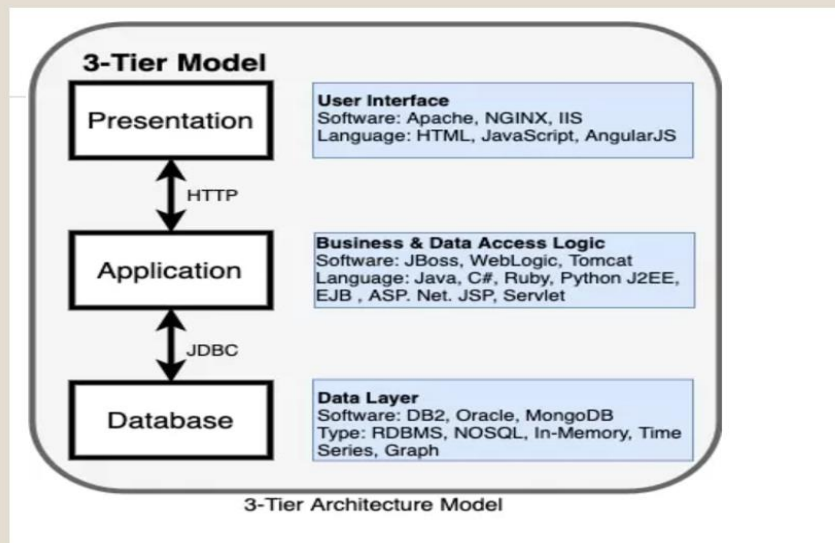 3-Tier Model
Presentation
User Interface
Software: Apache, NGINX, IIS
Language: HTML, JavaScript, AngularJS
HTTP
Application
Business & Data Access Logic
Software: JBoss, WebLogic, Tomcat
Language: Java, C#, Ruby, Python J2EE,
EJB , ASP. Net. JSP, Servlet
JDBC
Database
Data Layer
Software: DB2, Oracle, MongoDB
Type: RDBMS, NOSQL, In-Memory, Time
Series, Graph
3-Tier Architecture Model